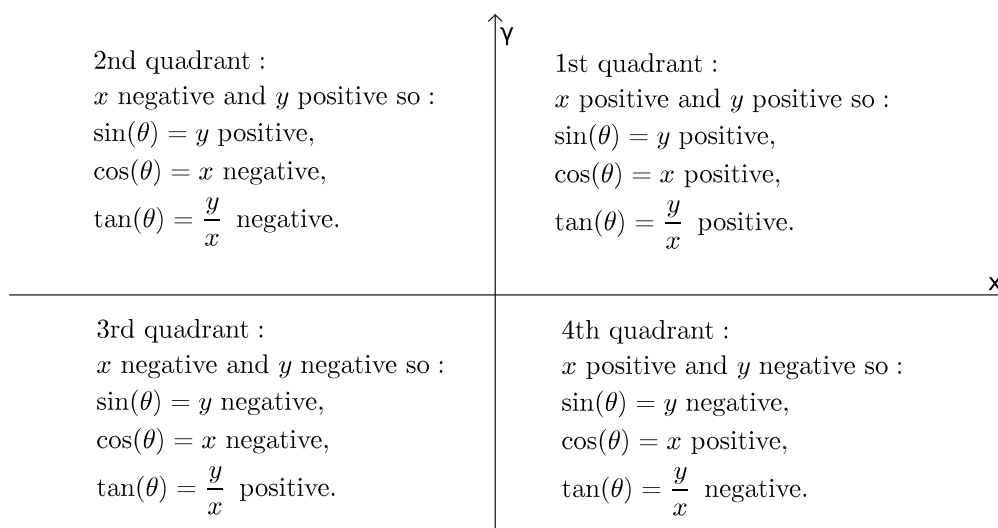 y
2nd quadrant :
x negative and y positive so :
sin(θ) = y positive,
cos(θ) = x negative,
tan(θ) = y/x negative.
1st quadrant :
x positive and y positive so :
sin(θ) = y positive,
cos(θ) = x positive,
tan(θ) = y/x positive.
x
3rd quadrant :
x negative and y negative so :
sin(θ) = y negative,
cos(θ) = x negative,
tan(θ) = y/x positive.
4th quadrant :
x positive and y negative so :
sin(θ) = y negative,
cos(θ) = x positive,
tan(θ) = y/x negative.